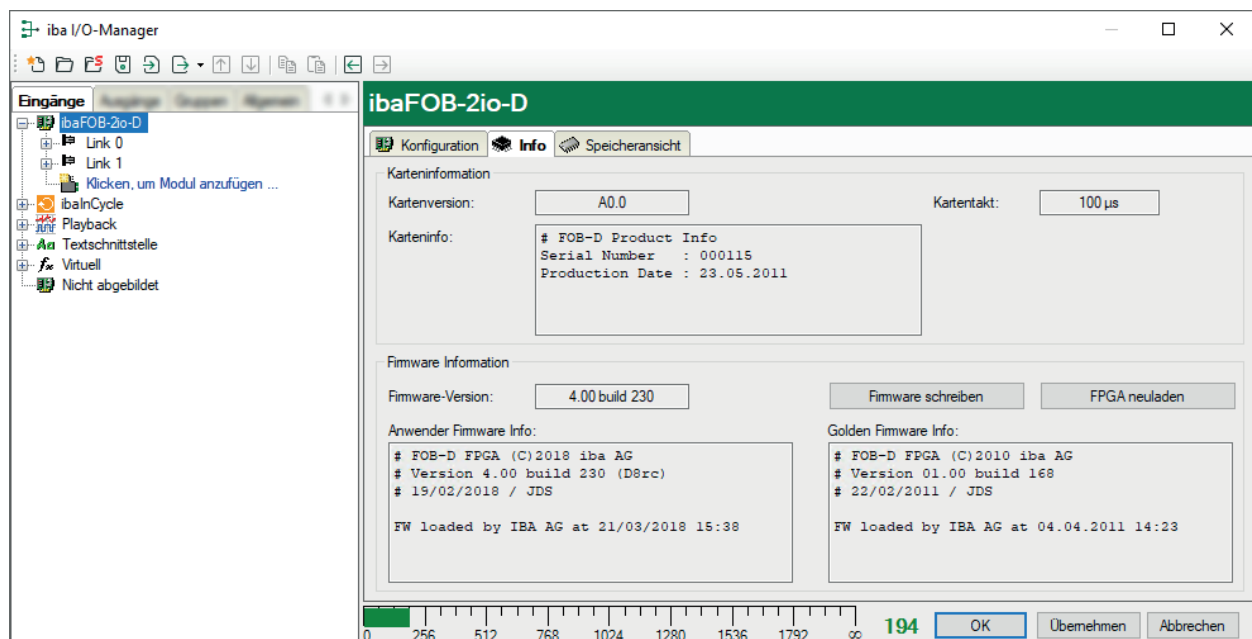 iba I/O-Manager
Eingänge
ibaFOB-2io-D
Link 0
Link 1
Klicken, um Modul anzufügen ...
ibaInCycle
Playback
Textschnittstelle
Virtuell
Nicht abgebildet
ibaFOB-2io-D
Konfiguration Info Speicheransicht
Karteninformation
Kartenversion: A0.0 Kartentakt: 100 µs
Karteninfo:
# FOB-D Product Info
Serial Number : 000115
Production Date : 23.05.2011
Firmware Information
Firmware-Version: 4.00 build 230 Firmware schreiben FPGA neuladen
Anwender Firmware Info:
# FOB-D FPGA (C)2018 iba AG
# Version 4.00 build 230 (D8rc)
# 19/02/2018 / JDS
FW loaded by IBA AG at 21/03/2018 15:38
Golden Firmware Info:
# FOB-D FPGA (C)2010 iba AG
# Version 01.00 build 168
# 22/02/2011 / JDS
FW loaded by IBA AG at 04.04.2011 14:23
0 256 512 768 1024 1280 1536 1792 ∞ 194 OK Übernehmen Abbrechen